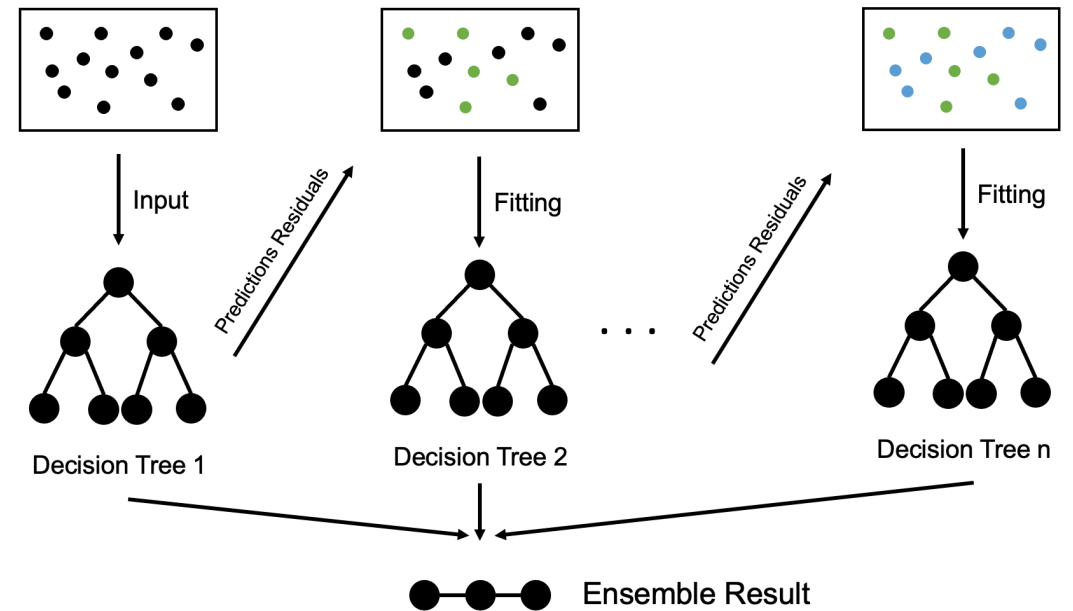 Input
Predictions Residuals
Fitting
. . .
Predictions Residuals
Fitting
Decision Tree 1
Decision Tree 2
Decision Tree n
Ensemble Result